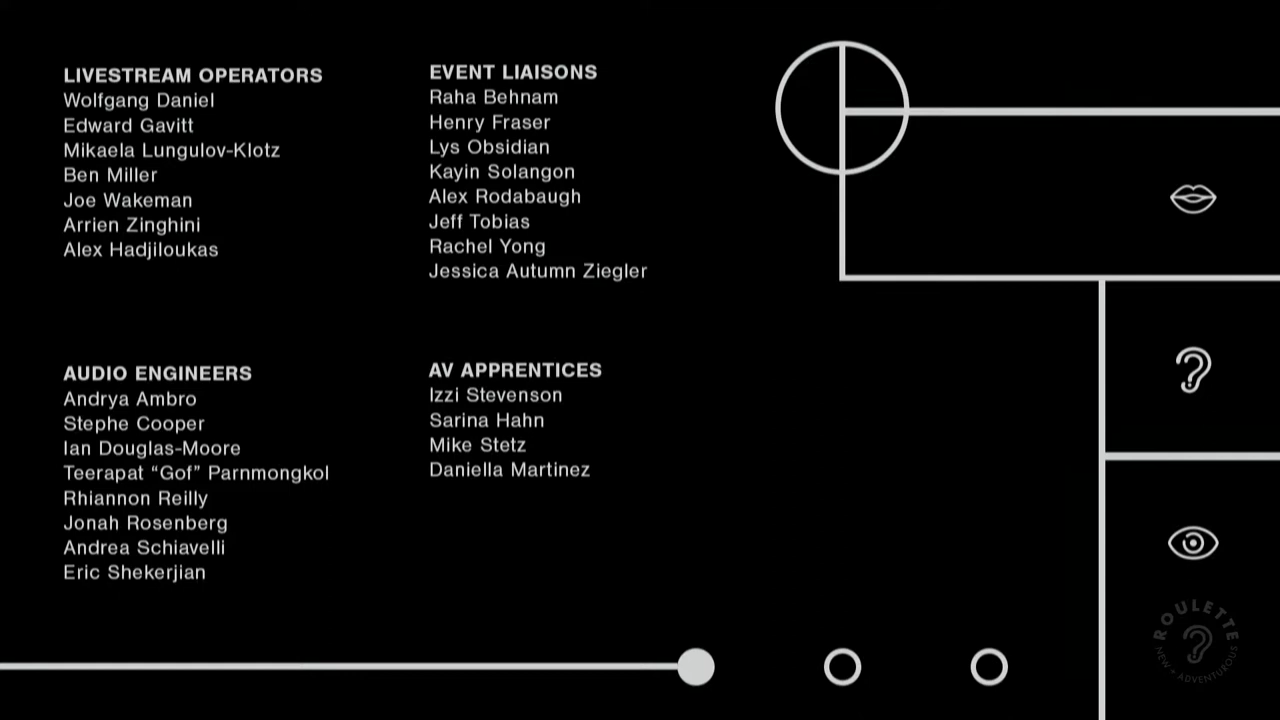 LIVESTREAM OPERATORS
Wolfgang Daniel
Edward Gavitt
Mikaela Lungulov-Klotz
Ben Miller
Joe Wakeman
Arrien Zinghini
Alex Hadjiloukas
EVENT LIAISONS
Raha Behnam
Henry Fraser
Lys Obsidian
Kayin Solangon
Alex Rodabaugh
Jeff Tobias
Rachel Yong
Jessica Autumn Ziegler
AUDIO ENGINEERS
Andrya Ambro
Stephe Cooper
Ian Douglas-Moore
Teerapat “Gof” Parnmongkol
Rhiannon Reilly
Jonah Rosenberg
Andrea Schiavelli
Eric Shekerjian
AV APPRENTICES
Izzi Stevenson
Sarina Hahn
Mike Stetz
Daniella Martinez
ROULETTE
NEW + ADVENTUROUS